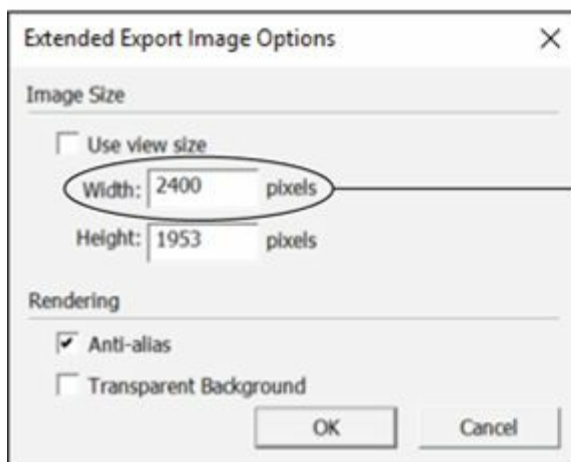 Extended Export Image Options
Image Size
Use view size
Width: 2400 pixels
Height: 1953 pixels
Rendering
Anti-alias
Transparent Background
OK Cancel